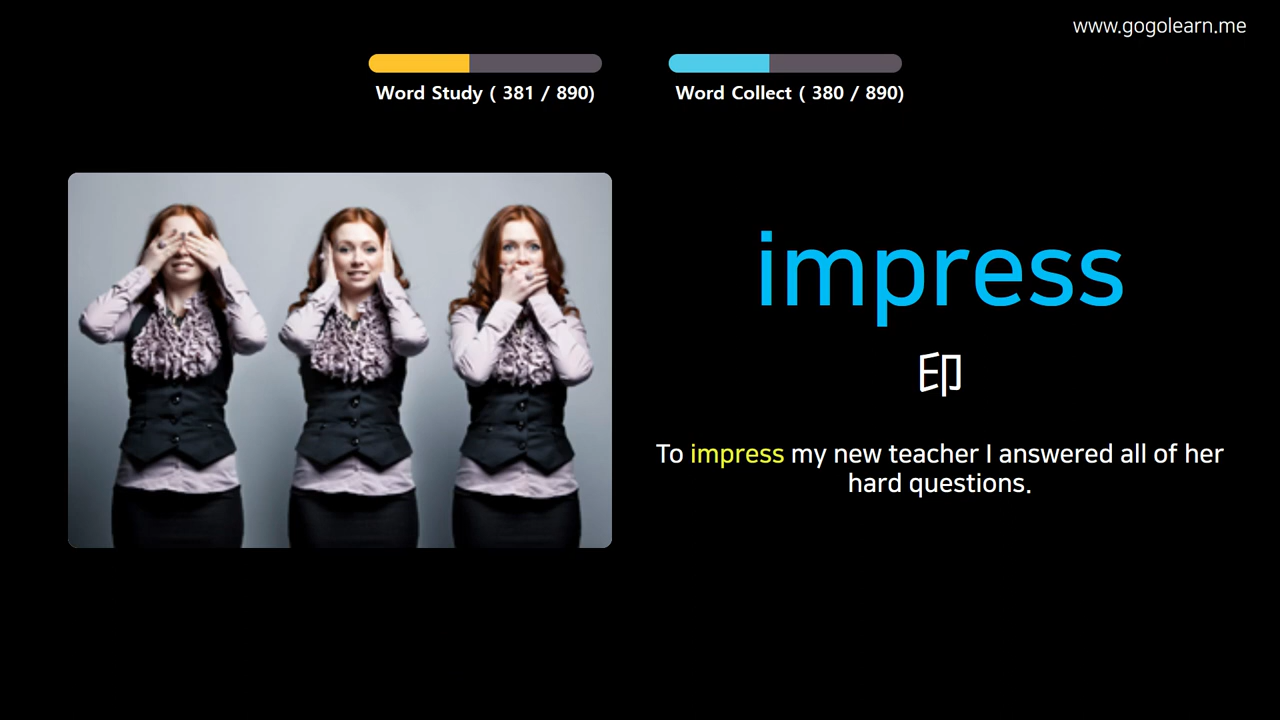 www.gogolearn.me
Word Study ( 381 / 890)
Word Collect ( 380 / 890)
impress
印
To impress my new teacher I answered all of her
hard questions.